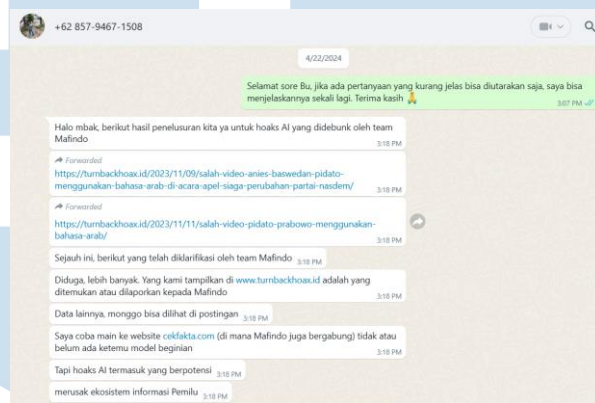 +62 857-9467-1508
4/22/2024
Selamat sore Bu, jika ada pertanyaan yang kurang jelas bisa diutarakan saja, saya bisa
menjelaskannya sekali lagi. Terima kasih 🙏
3:07 PM
Halo mbak, berikut hasil penelusuran kita ya untuk hoaks AI yang didebunk oleh team
Mafindo
3:18 PM
Forwarded
https://turnbackhoax.id/2023/11/09/salah-video-anies-baswedan-pidato-
menggunakan-bahasa-arab-di-acara-apel-siaga-perubahan-partai-nasdem/
3:18 PM
Forwarded
https://turnbackhoax.id/2023/11/11/salah-video-pidato-prabowo-menggunakan-
bahasa-arab/
3:18 PM
Sejauh ini, berikut yang telah diklarifikasi oleh team Mafindo 3:18 PM
Diduga, lebih banyak. Yang kami tampilkan di www.turnbackhoax.id adalah yang
ditemukan atau dilaporkan kepada Mafindo
3:18 PM
Data lainnya, monggo bisa dilihat di postingan 3:18 PM
Saya coba main ke website cekfakta.com (di mana Mafindo juga bergabung) tidak atau
belum ada ketemu model beginian
3:18 PM
Tapi hoaks AI termasuk yang berpotensi 3:18 PM
merusak ekosistem informasi Pemilu 3:18 PM